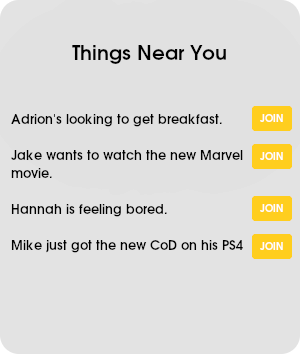 Things Near You
Adrion's looking to get breakfast.
JOIN
Jake wants to watch the new Marvel
movie.
JOIN
Hannah is feeling bored.
JOIN
Mike just got the new CoD on his PS4
JOIN